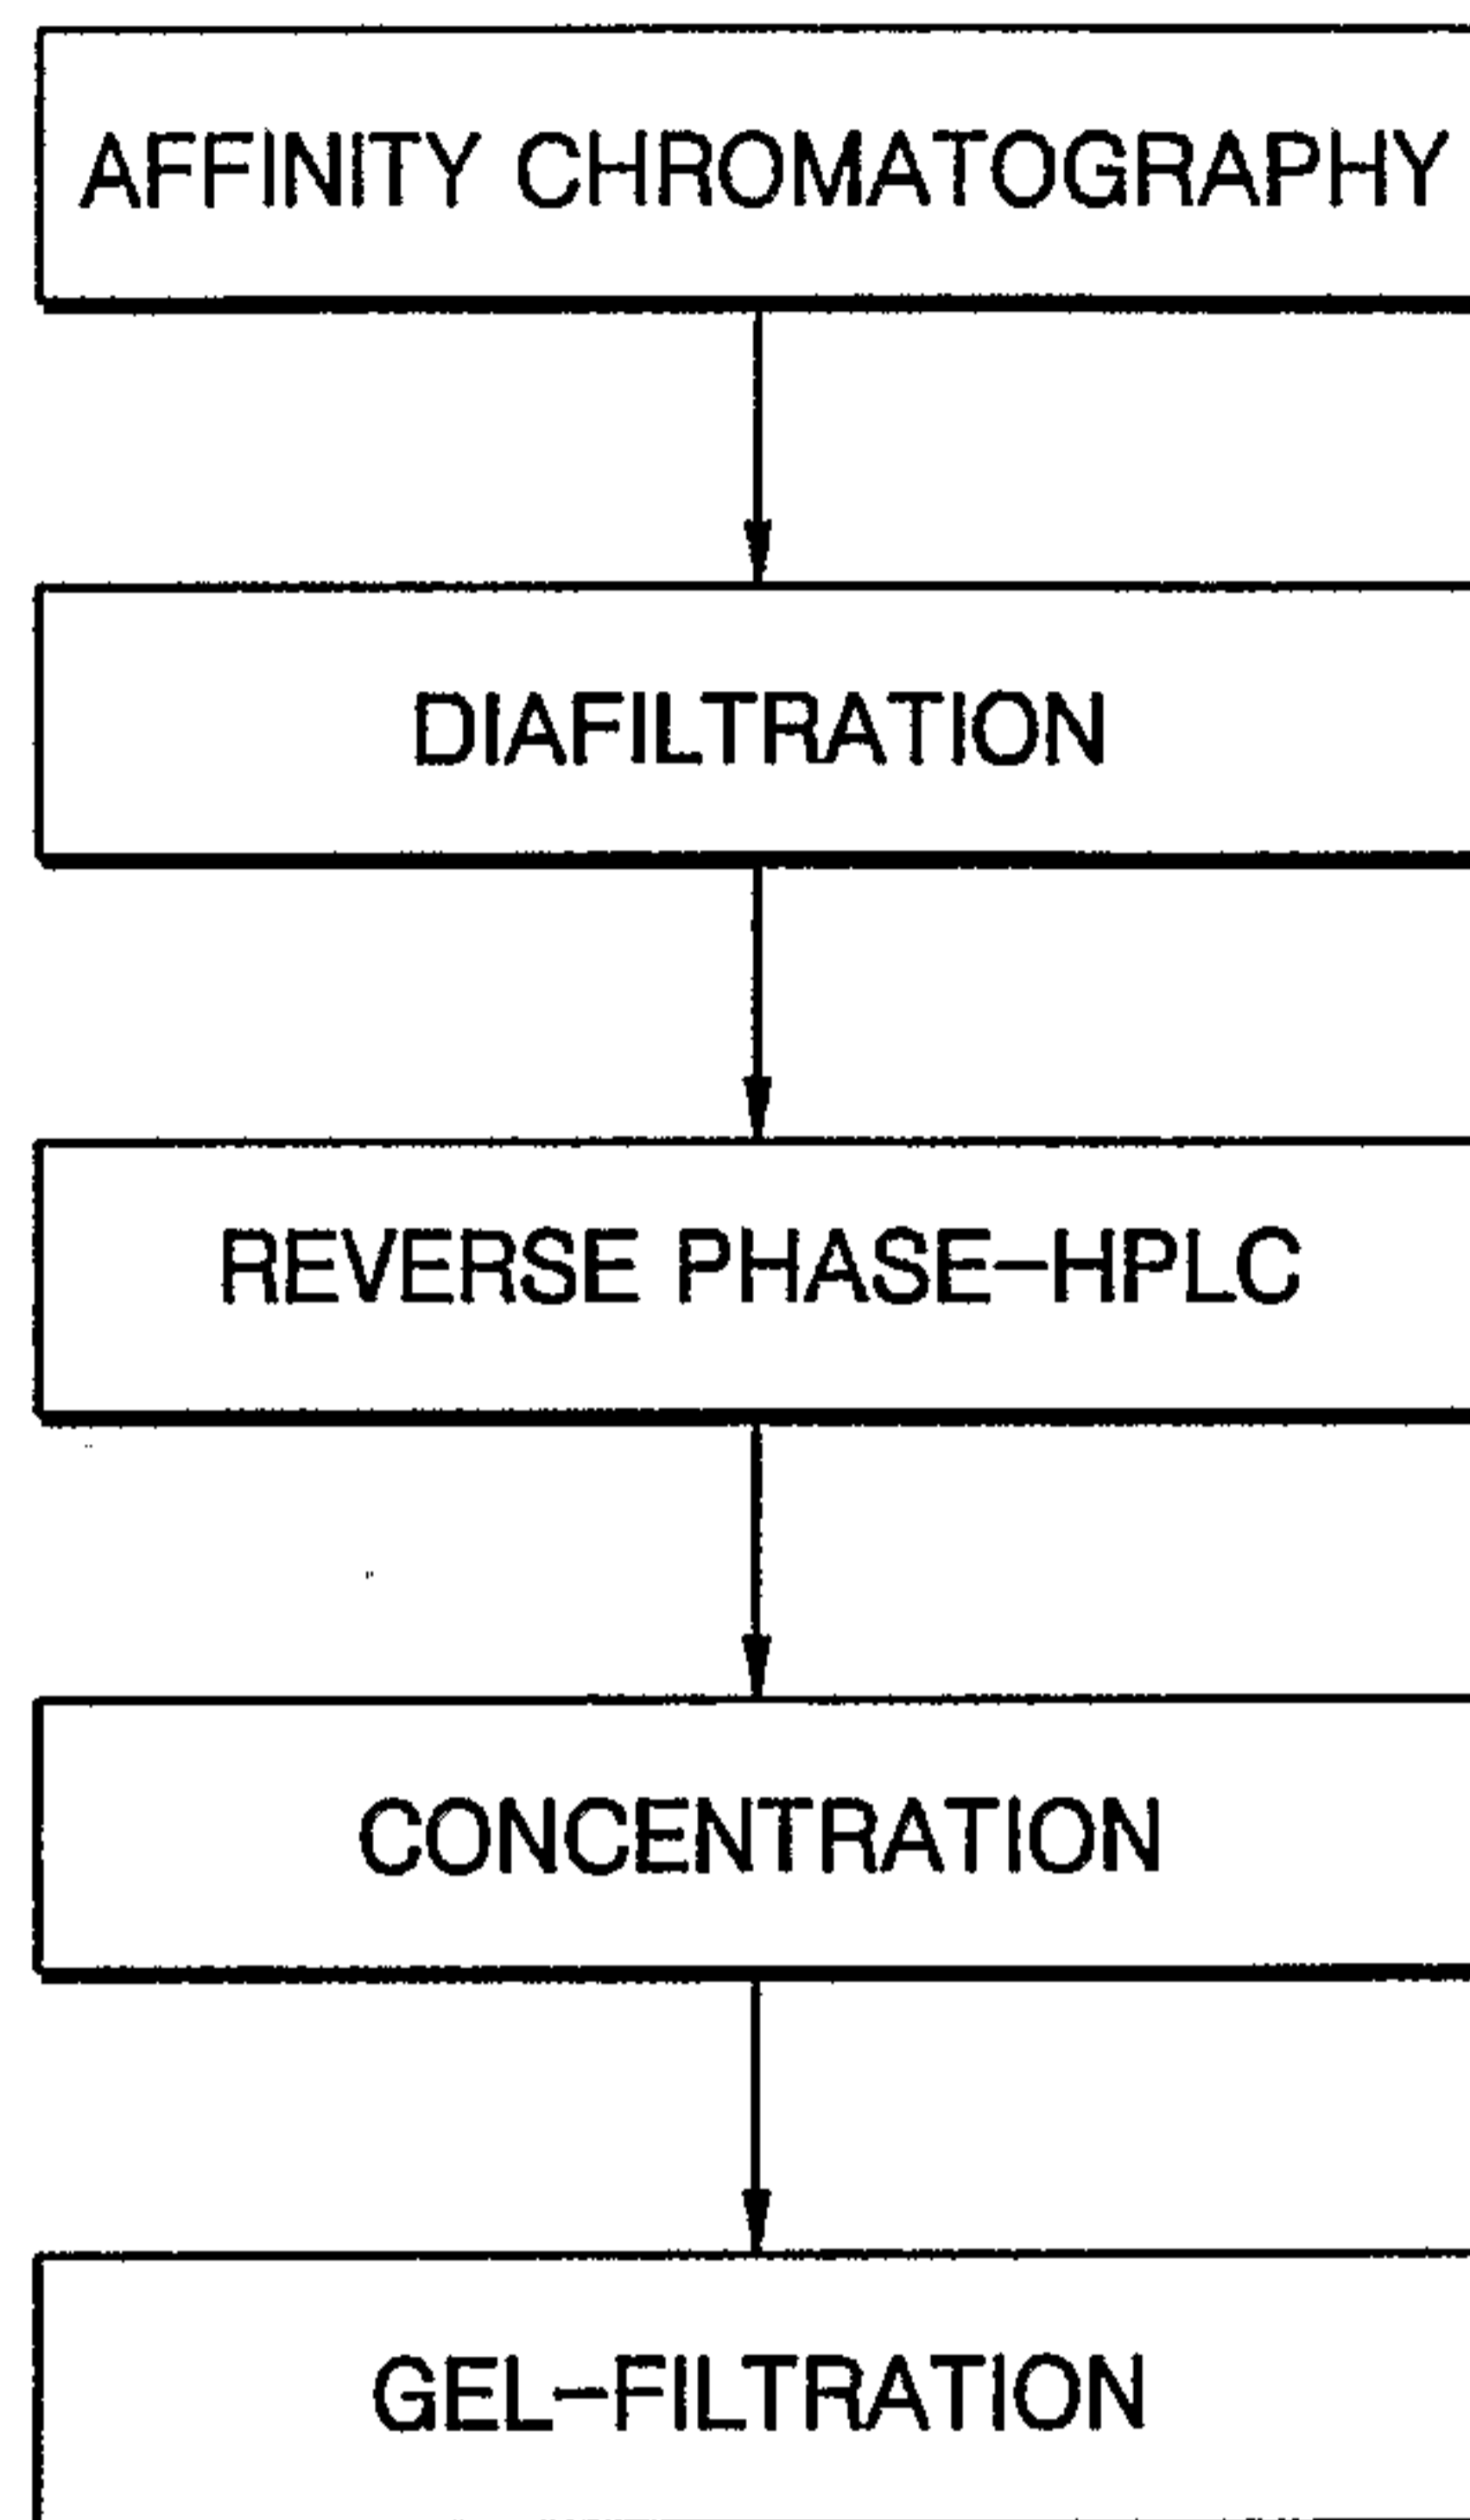 AFFINITY CHROMATOGRAPHY
DIAFILTRATION
REVERSE PHASE-HPLC
CONCENTRATION
GEL-FILTRATION